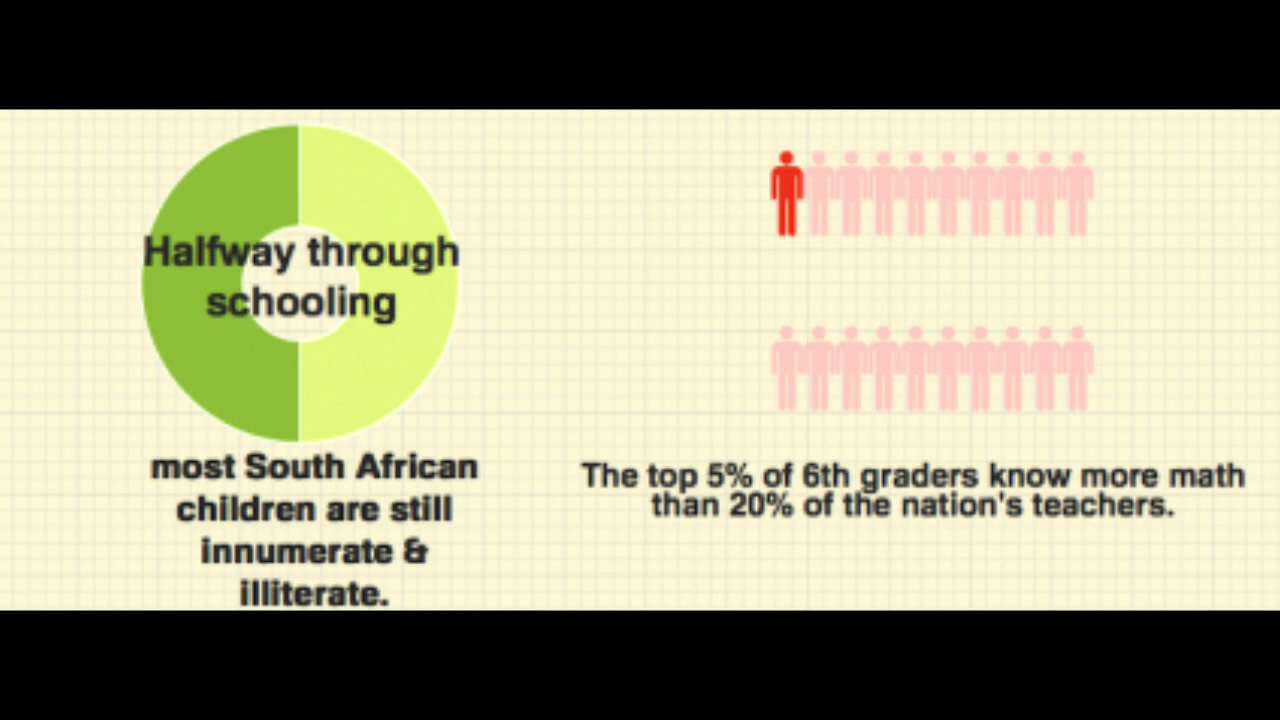 Halfway through
schooling
most South African
children are still
innumerate &
illiterate.
The top 5% of 6th graders know more math
than 20% of the nation's teachers.